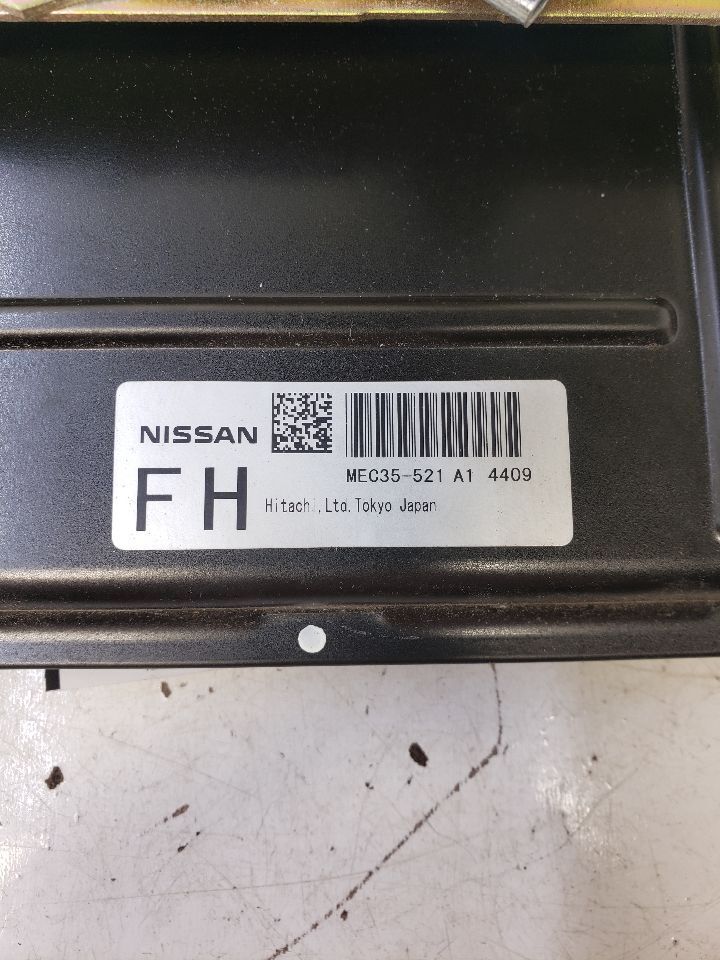 NISSAN
MEC35-521 A1 4409
FH
Hitachi,Ltd.Tokyo Japan